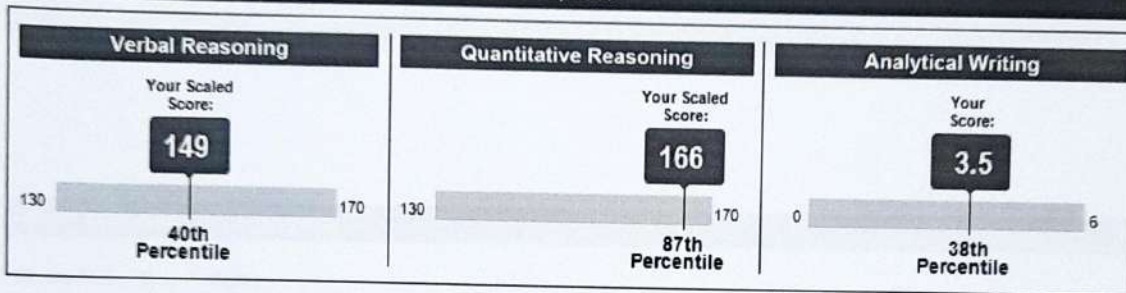 Verbal Reasoning
Your Scaled
Score:
149
130
170
40th
Percentile
Quantitative Reasoning
Your Scaled
Score:
166
130
170
87th
Percentile
Analytical Writing
Your
Score:
3.5
0
6
38th
Percentile